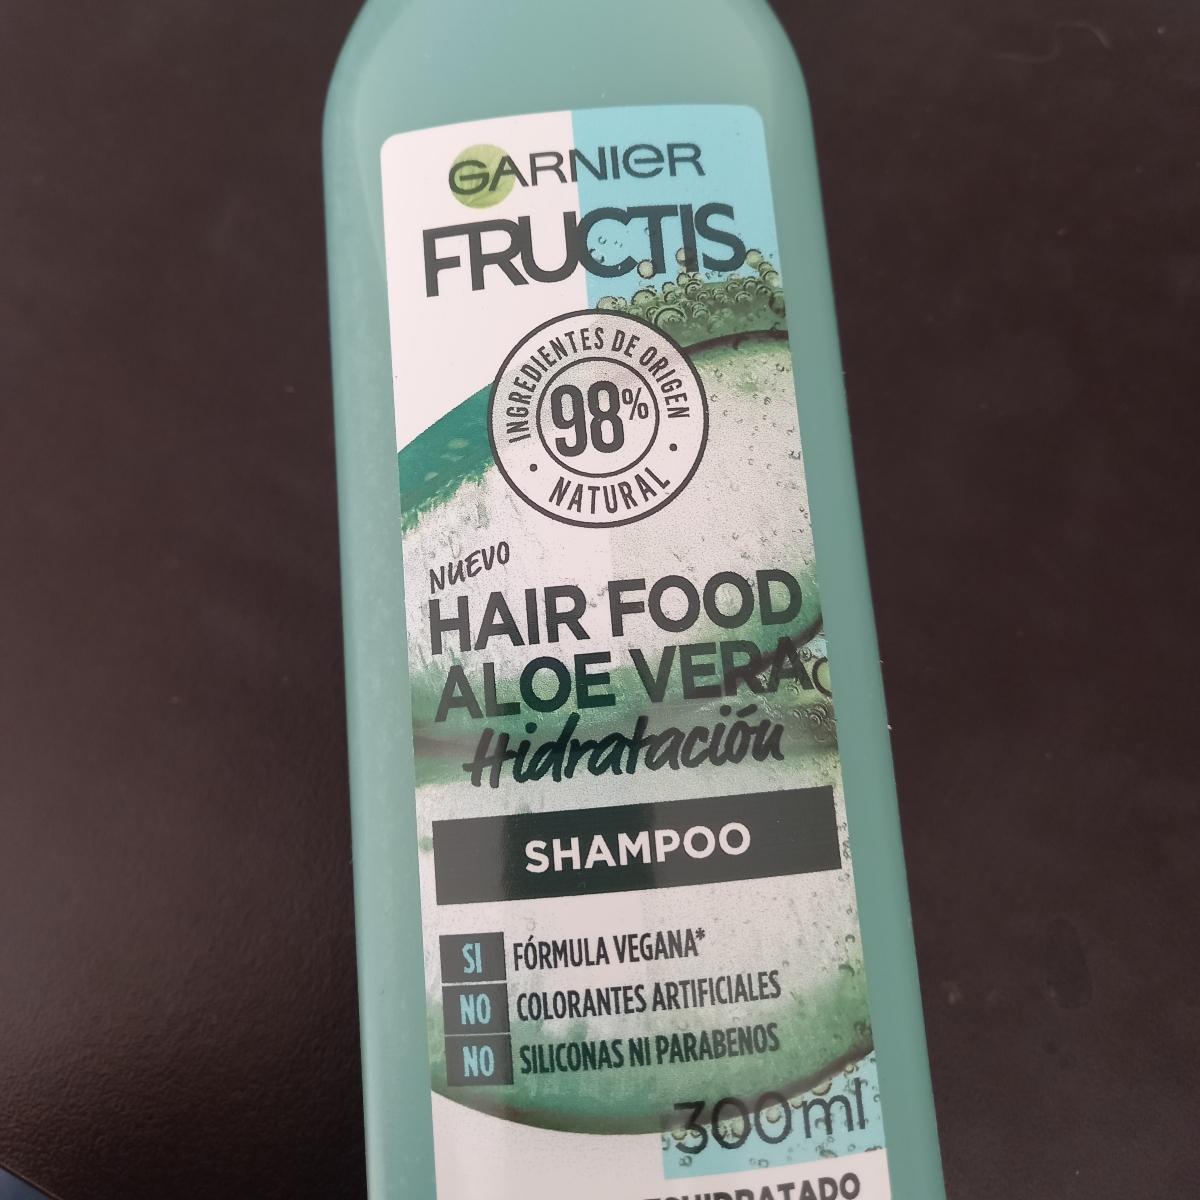 GARNIER
FRUCTIS
INGREDIENTES DE ORIGEN
98%
NATURAL
NUEVO
HAIR FOOD
ALOE VERA
Hidratación
SHAMPOO
SI FÓRMULA VEGANA*
NO COLORANTES ARTIFICIALES
NO SILICONAS NI PARABENOS
300ml